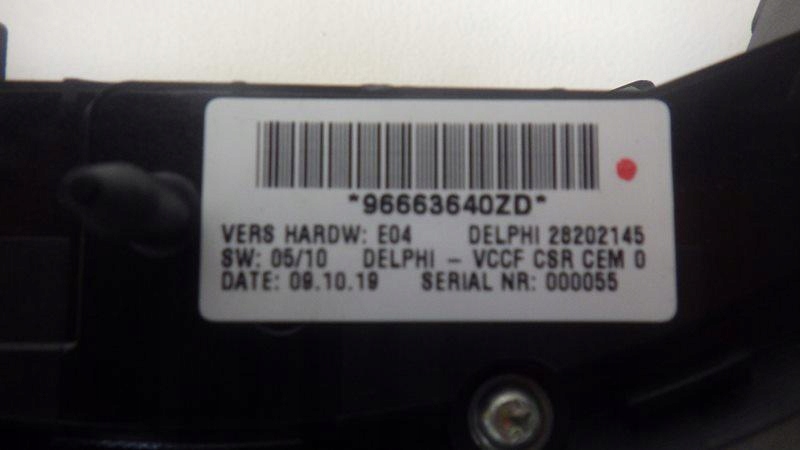 *96663640ZD*
VERS HARDW: E04 DELPHI 28202145
SW: 05/10 DELPHI - VCCF CSR CEM 0
DATE: 09.10.19 SERIAL NR: 000055